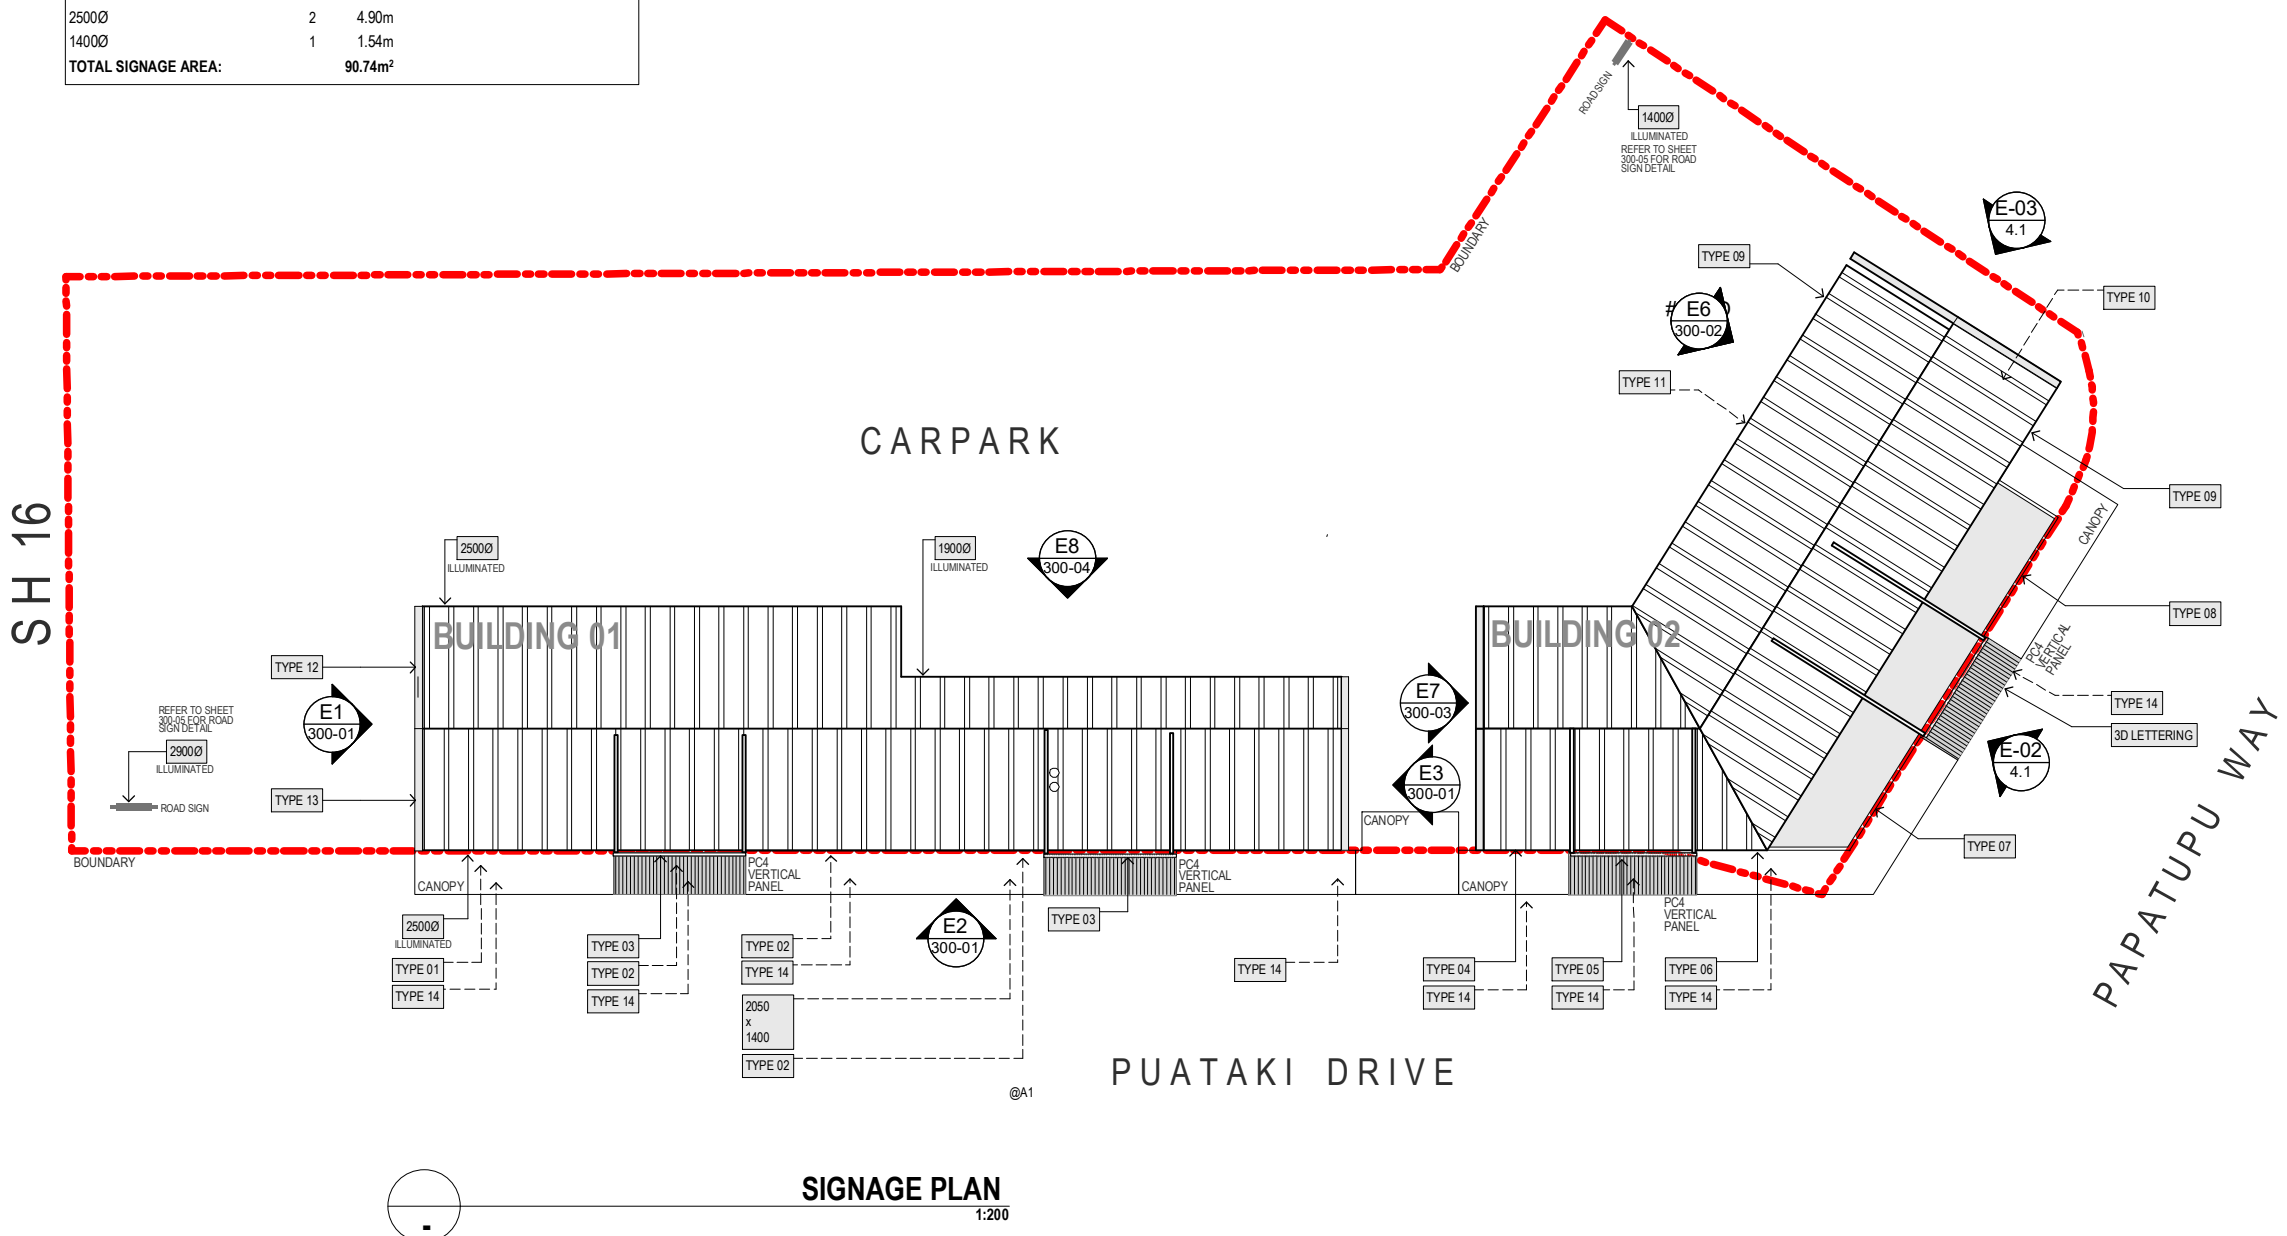 2500Ø 2 4.90m
1400Ø 1 1.54m
TOTAL SIGNAGE AREA: 90.74m²
ROAD SIGN
1400Ø
ILLUMINATED
REFER TO SHEET
300-05 FOR ROAD
SIGN DETAIL
BOUNDARY
E-03
4.1
TYPE 09
TYPE 10
E6
300-02
TYPE 11
CARPARK
SH 16
TYPE 09
CANOPY
2500Ø
ILLUMINATED
1900Ø
ILLUMINATED
E8
300-04
TYPE 08
BUILDING 01
BUILDING 02
PC4
VERTICAL
PANEL
TYPE 12
E1
300-01
E7
300-03
TYPE 14
3D LETTERING
REFER TO SHEET
300-05 FOR ROAD
SIGN DETAIL
2900Ø
ILLUMINATED
E-02
4.1
PAPATUPU WAY
TYPE 13
ROAD SIGN
E3
300-01
CANOPY
TYPE 07
BOUNDARY
CANOPY
PC4
VERTICAL
PANEL
PC4
VERTICAL
PANEL
CANOPY
PC4
VERTICAL
PANEL
2500Ø
ILLUMINATED
TYPE 01
TYPE 14
TYPE 03
TYPE 02
TYPE 14
TYPE 02
TYPE 14
2050
x
1400
TYPE 02
E2
300-01
TYPE 03
TYPE 14
TYPE 04
TYPE 14
TYPE 05
TYPE 14
TYPE 06
TYPE 14
PUATAKI DRIVE
@A1
SIGNAGE PLAN
1:200
-